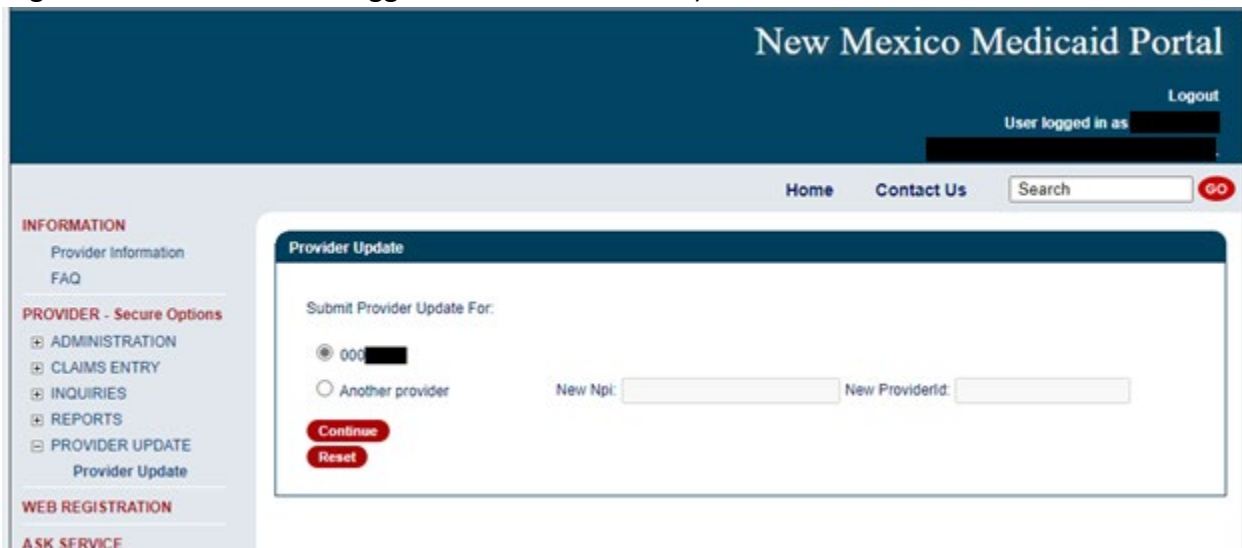 New Mexico Medicaid Portal
Logout
User logged in as
Home Contact Us Search GO
INFORMATION
Provider Information
FAQ
PROVIDER - Secure Options
ADMINISTRATION
CLAIMS ENTRY
INQUIRIES
REPORTS
PROVIDER UPDATE
Provider Update
WEB REGISTRATION
ASK SERVICE
Provider Update
Submit Provider Update For:
000
Another provider New Npi: New ProviderId:
Continue
Reset